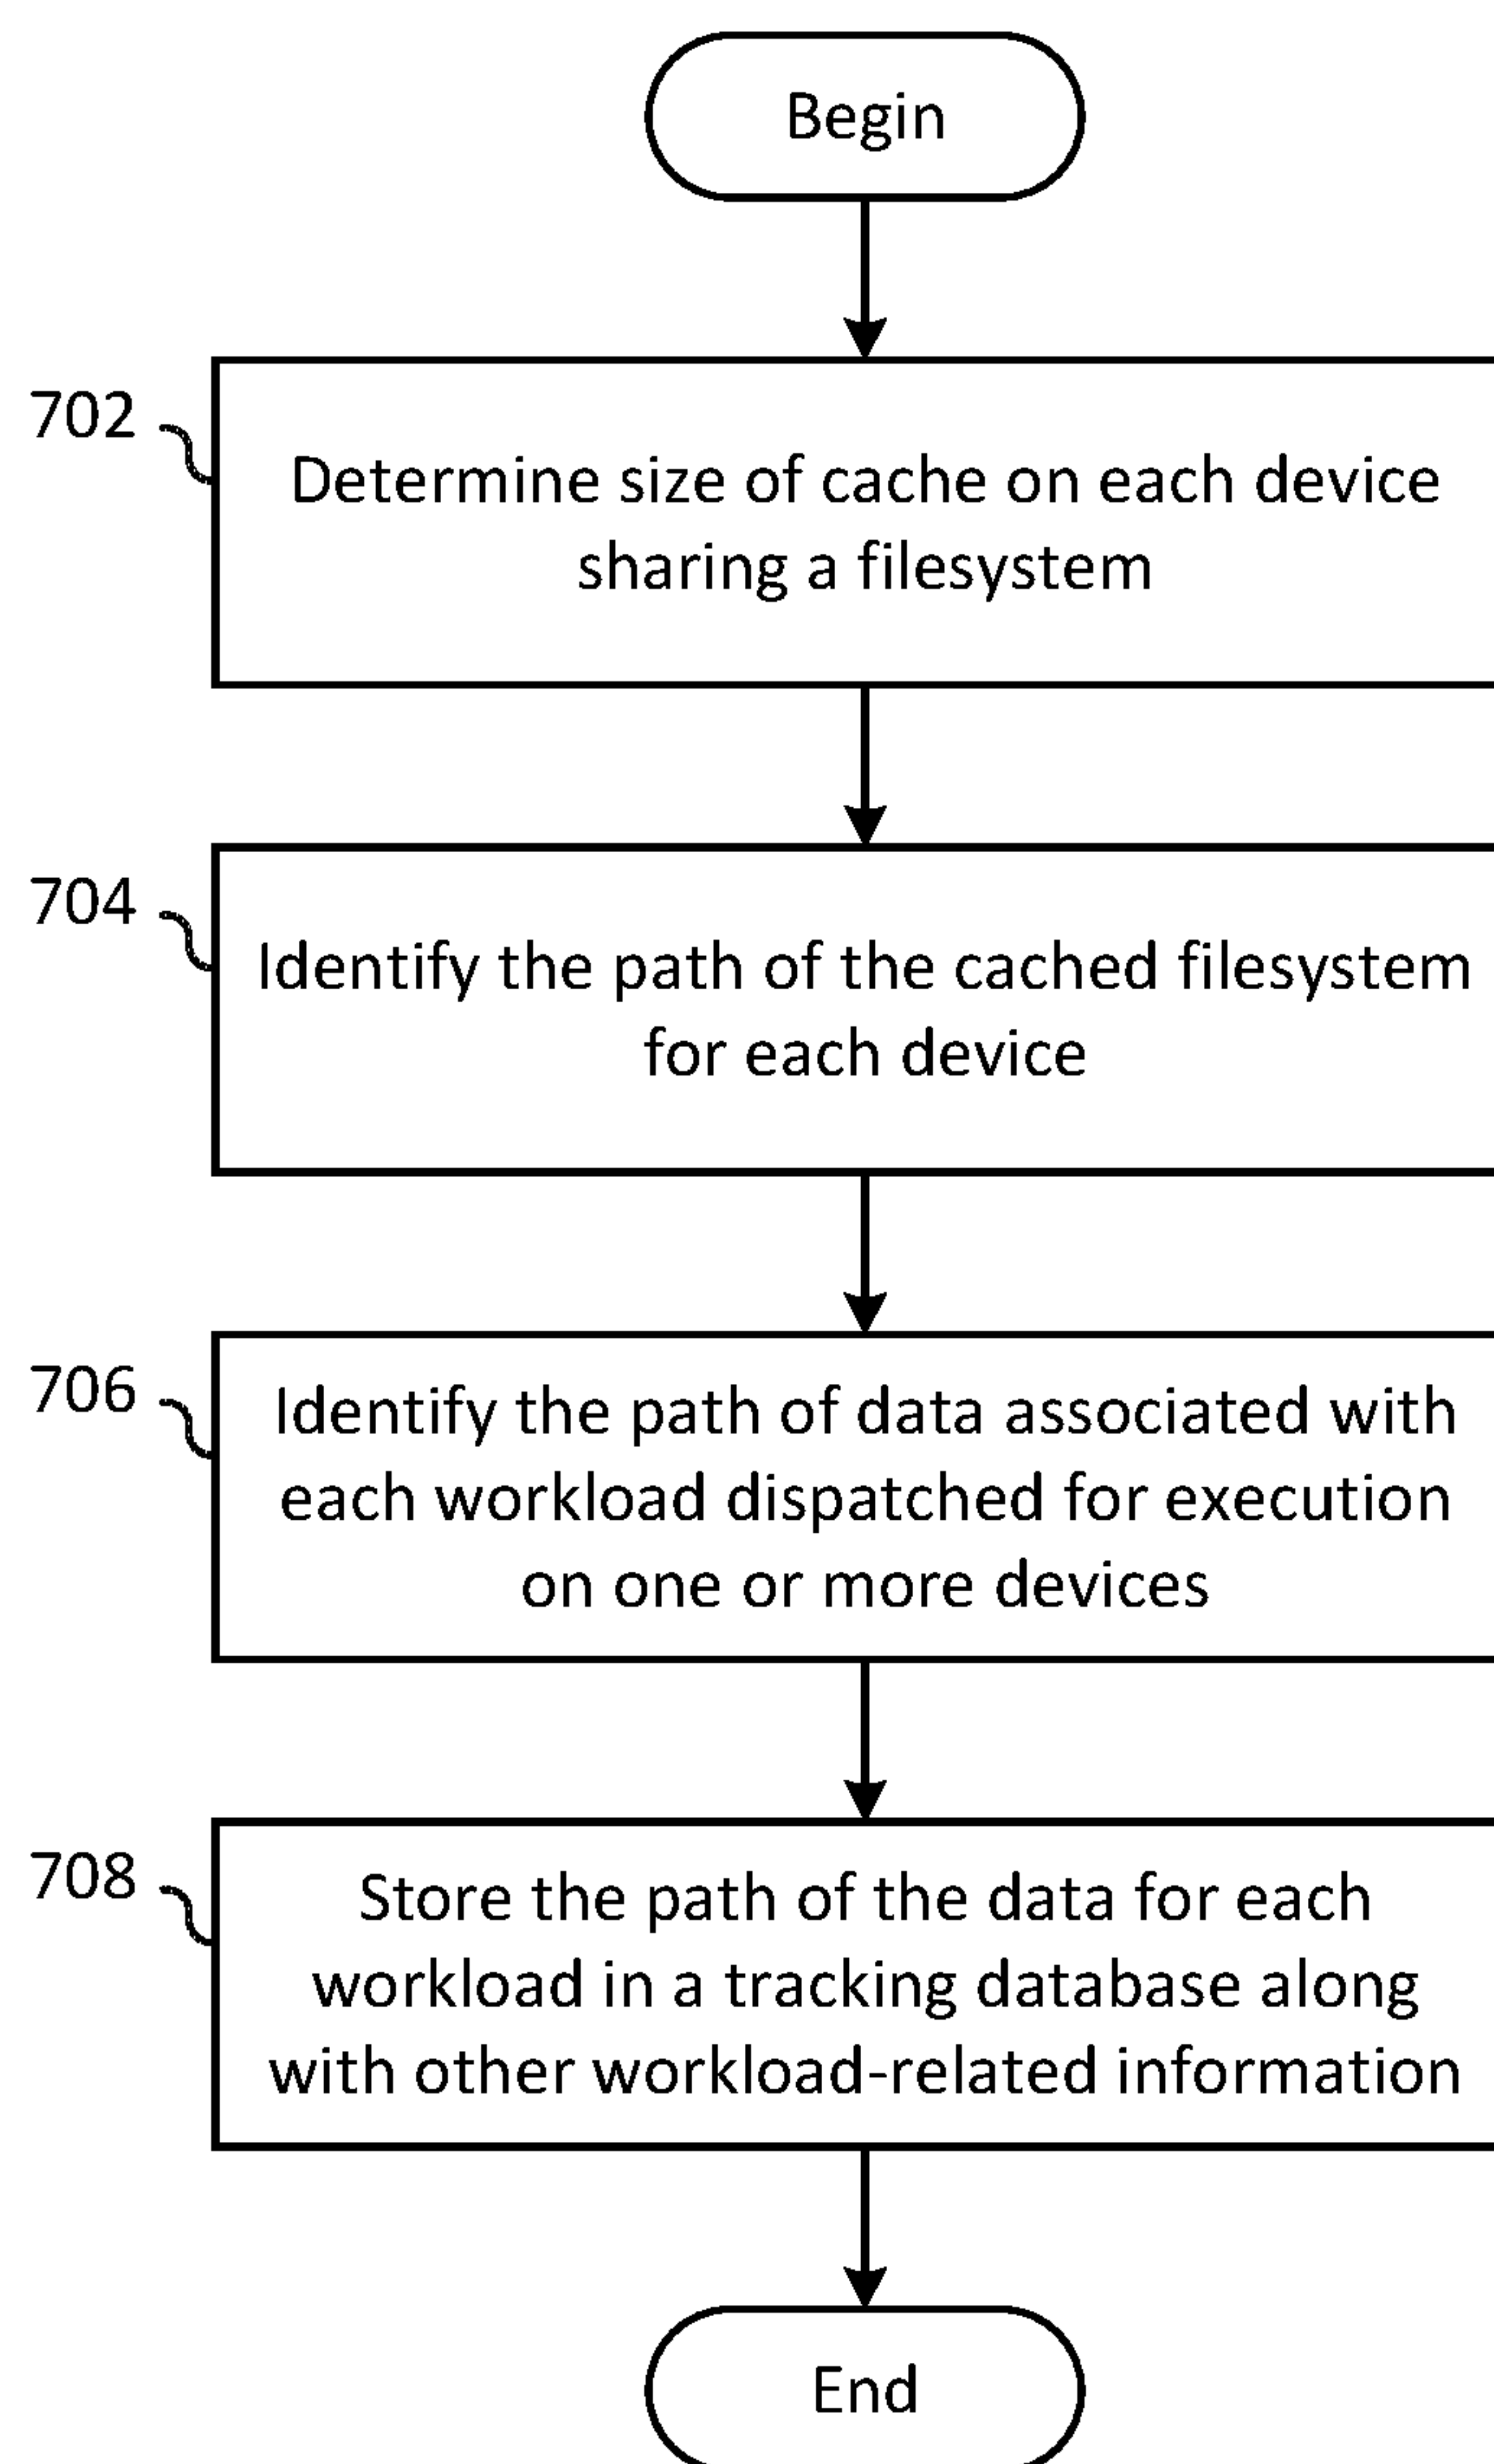 Begin
702
Determine size of cache on each device
sharing a filesystem
704
Identify the path of the cached filesystem
for each device
706
Identify the path of data associated with
each workload dispatched for execution
on one or more devices
708
Store the path of the data for each
workload in a tracking database along
with other workload-related information
End